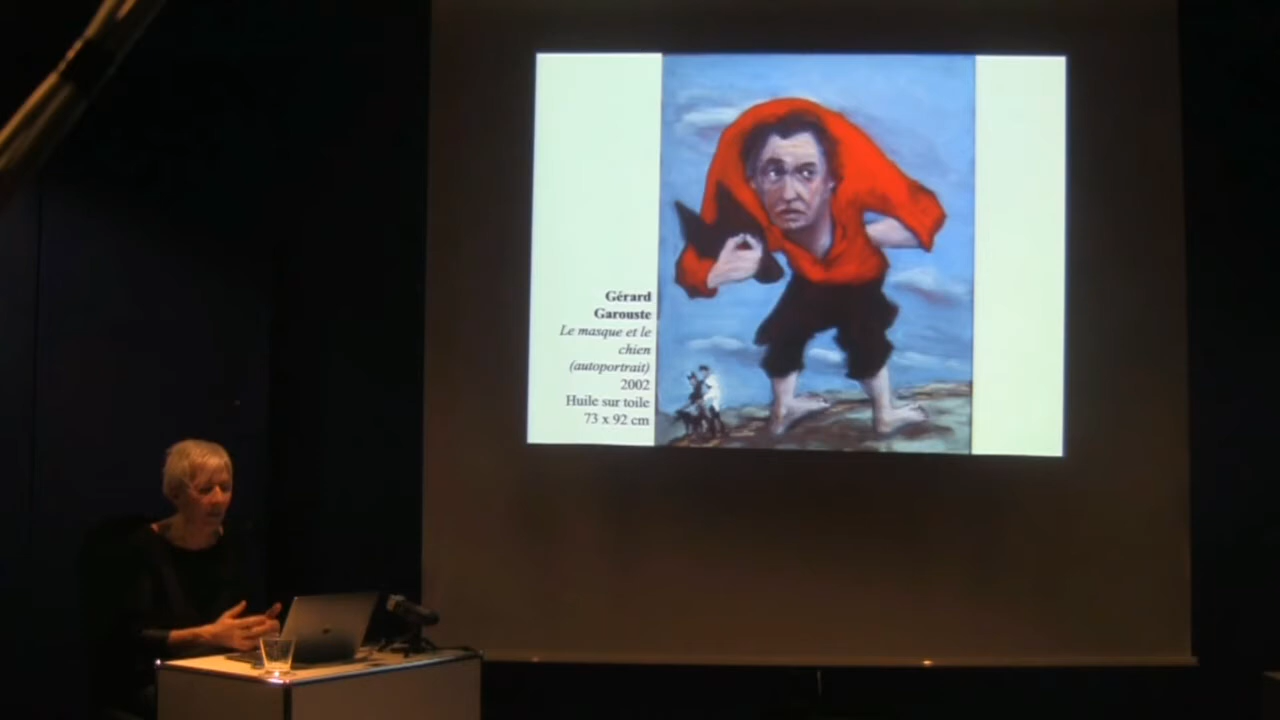 Gérard
Garouste
Le masque et le
chien
(autoportrait)
2002
Huile sur toile
73 x 92 cm